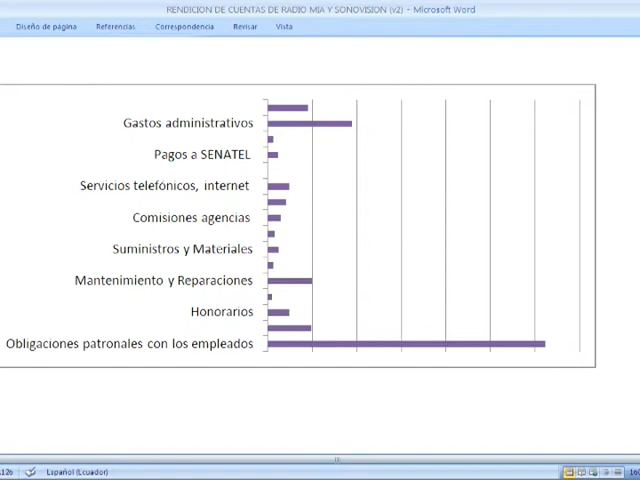 RENDICION DE CUENTAS DE RADIO MIA Y SONOVISION (v2) - Microsoft Word
Diseño de página Referencias Correspondencia Revisar Vista
Gastos administrativos
Pagos a SENATEL
Servicios telefónicos, internet
Comisiones agencias
Suministros y Materiales
Mantenimiento y Reparaciones
Honorarios
Obligaciones patronales con los empleados
Español (Ecuador)